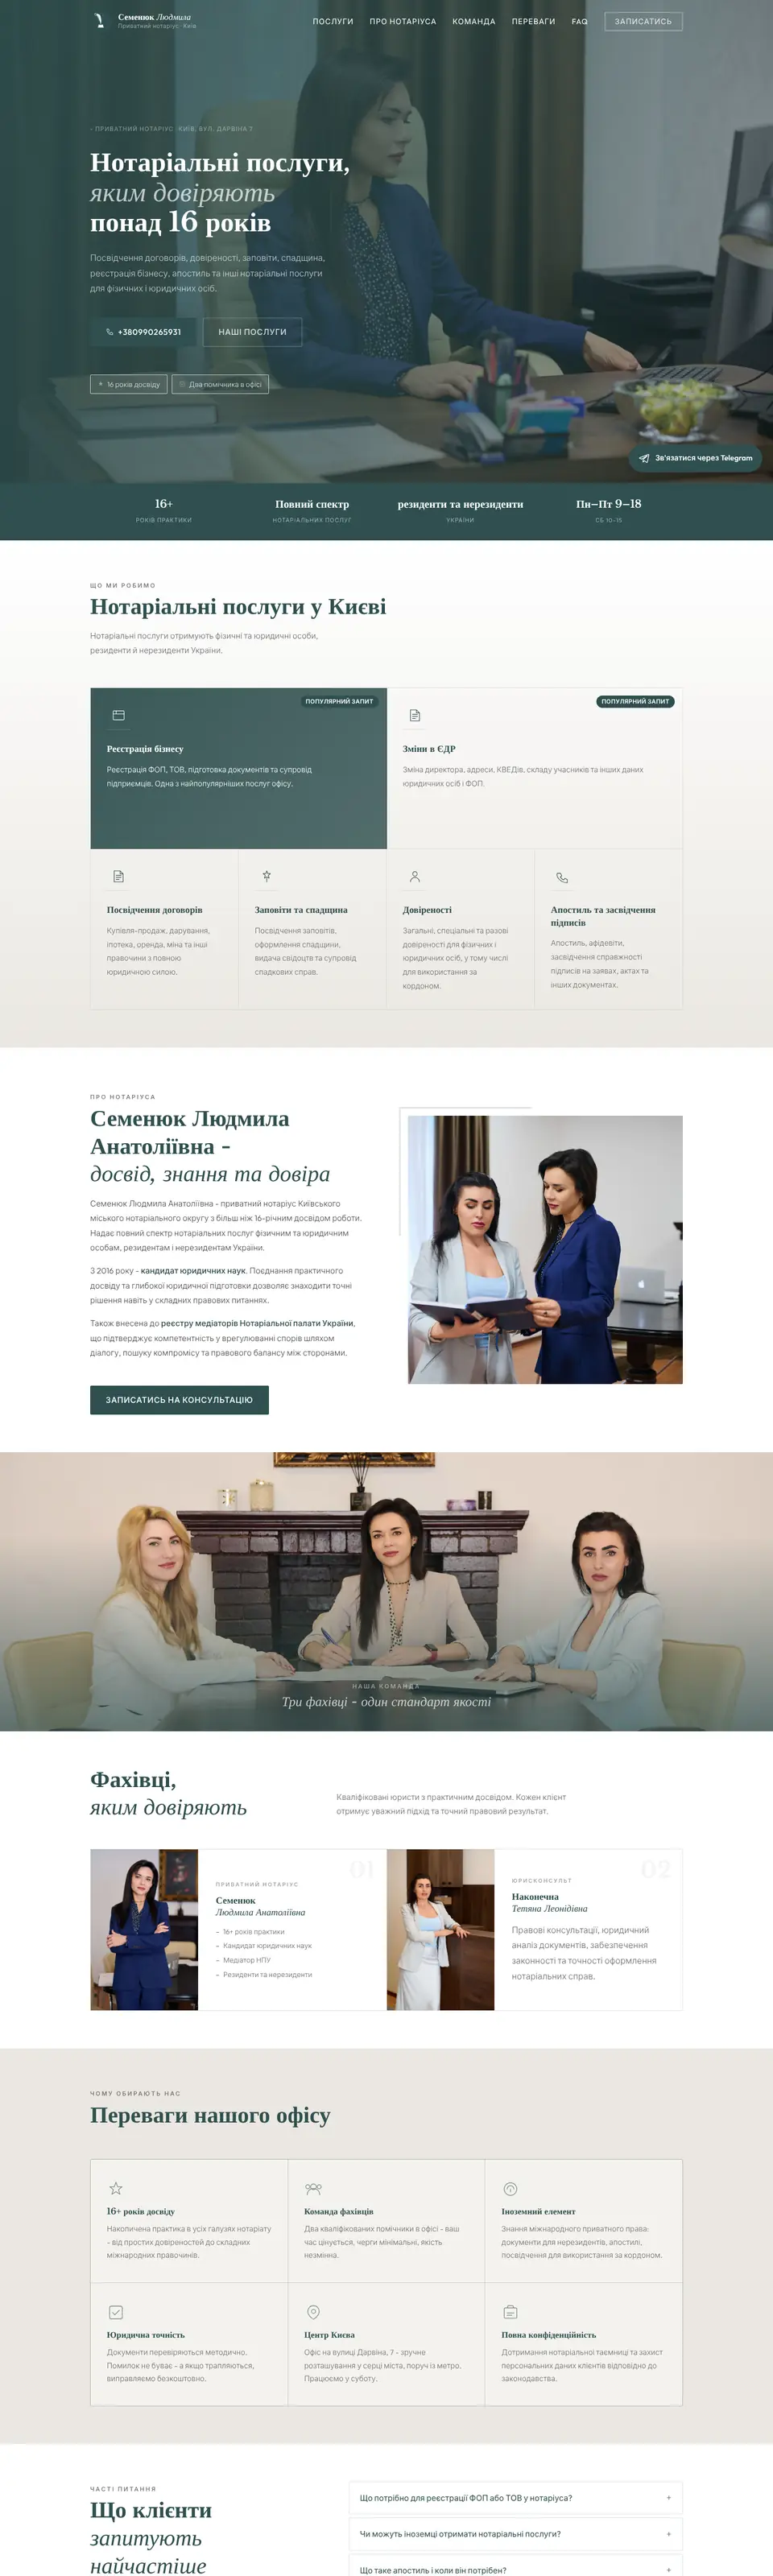 Семенюк Людмила
Приватний нотаріус · Київ
ПОСЛУГИ
ПРО НОТАРІУСА
КОМАНДА
ПЕРЕВАГИ
FAQ
ЗАПИСАТИСЬ
- ПРИВАТНИЙ НОТАРІУС · КИЇВ, ВУЛ. ДАРВІНА 7
Нотаріальні послуги,
яким довіряють
понад 16 років
Посвідчення договорів, довіреності, заповіти, спадщина,
реєстрація бізнесу, апостиль та інші нотаріальні послуги
для фізичних і юридичних осіб.
+380990265931
НАШІ ПОСЛУГИ
16 років досвіду
Два помічника в офісі
Зв'язатися через Telegram
16+
РОКІВ ПРАКТИКИ
Повний спектр
НОТАРІАЛЬНИХ ПОСЛУГ
резиденти та нерезиденти
УКРАЇНИ
Пн–Пт 9–18
СБ 10-15
ЩО МИ РОБИМО
Нотаріальні послуги у Києві
Нотаріальні послуги отримують фізичні та юридичні особи,
резиденти й нерезиденти України.
ПОПУЛЯРНИЙ ЗАПИТ
Реєстрація бізнесу
Реєстрація ФОП, ТОВ, підготовка документів та супровід
підприємців. Одна з найпопулярніших послуг офісу.
ПОПУЛЯРНИЙ ЗАПИТ
Зміни в ЄДР
Зміна директора, адреси, КВЕДів, складу учасників та інших даних
юридичних осіб і ФОП.
Посвідчення договорів
Купівля-продаж, дарування,
іпотека, оренда, міна та інші
правочини з повною
юридичною силою.
Заповіти та спадщина
Посвідчення заповітів,
оформлення спадщини,
видача свідоцтв та супровід
спадкових справ.
Довіреності
Загальні, спеціальні та разові
довіреності для фізичних і
юридичних осіб, у тому числі
для використання за
кордоном.
Апостиль та засвідчення
підписів
Апостиль, афідевіти,
засвідчення справжності
підписів на заявах, актах та
інших документах.
ПРО НОТАРІУСА
Семенюк Людмила
Анатоліївна -
досвід, знання та довіра
Семенюк Людмила Анатоліївна - приватний нотаріус Київського
міського нотаріального округу з більш ніж 16-річним досвідом роботи.
Надає повний спектр нотаріальних послуг фізичним та юридичним
особам, резидентам і нерезидентам України.
З 2016 року - кандидат юридичних наук. Поєднання практичного
досвіду та глибокої юридичної підготовки дозволяє знаходити точні
рішення навіть у складних правових питаннях.
Також внесена до реєстру медіаторів Нотаріальної палати України,
що підтверджує компетентність у врегулюванні спорів шляхом
діалогу, пошуку компромісу та правового балансу між сторонами.
ЗАПИСАТИСЬ НА КОНСУЛЬТАЦІЮ
НАША КОМАНДА
Три фахівці - один стандарт якості
Фахівці,
яким довіряють
Кваліфіковані юристи з практичним досвідом. Кожен клієнт
отримує уважний підхід та точний правовий результат.
01
ПРИВАТНИЙ НОТАРІУС
Семенюк
Людмила Анатоліївна
- 16+ років практики
- Кандидат юридичних наук
- Медіатор НПУ
- Резиденти та нерезиденти
02
ЮРИСКОНСУЛЬТ
Наконечна
Тетяна Леонідівна
Правові консультації, юридичний
аналіз документів, забезпечення
законності та точності оформлення
нотаріальних справ.
ЧОМУ ОБИРАЮТЬ НАС
Переваги нашого офісу
16+ років досвіду
Накопичена практика в усіх галузях нотаріату
- від простих довіреностей до складних
міжнародних правочинів.
Команда фахівців
Два кваліфікованих помічники в офісі - ваш
час цінується, черги мінімальні, якість
незмінна.
Іноземний елемент
Знання міжнародного приватного права:
документи для нерезидентів, апостилі,
посвідчення для використання за кордоном.
Юридична точність
Документи перевіряються методично.
Помилок не буває - а якщо трапляються,
виправляємо безкоштовно.
Центр Києва
Офіс на вулиці Дарвіна, 7 - зручне
розташування у серці міста, поруч із метро.
Працюємо у суботу.
Повна конфіденційність
Дотримання нотаріальної таємниці та захист
персональних даних клієнтів відповідно до
законодавства.
ЧАСТІ ПИТАННЯ
Що клієнти
запитують
найчастіше
Що потрібно для реєстрації ФОП або ТОВ у нотаріуса?
+
Чи можуть іноземці отримати нотаріальні послуги?
+
Що таке апостиль і коли він потрібен?
+